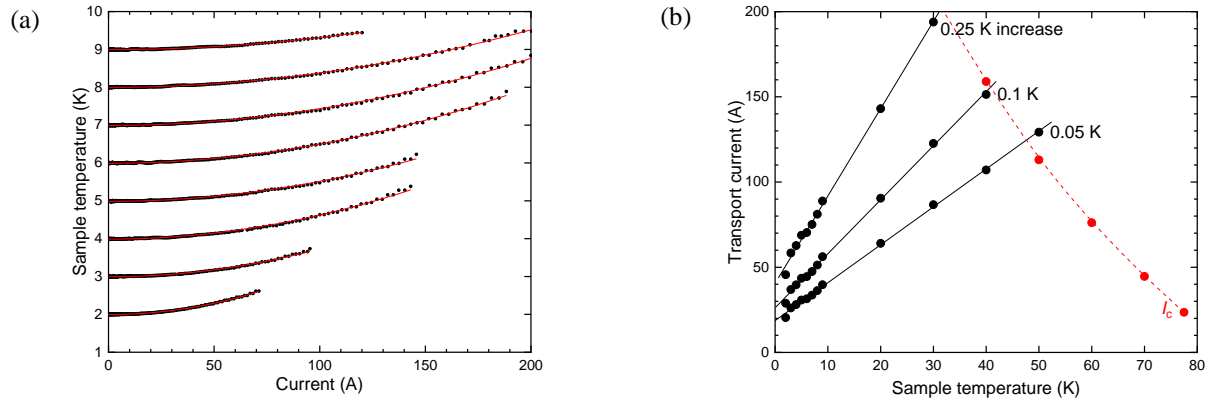 (a)
Sample temperature (K)
10
9
8
7
6
5
4
3
2
1
0
50
100
150
200
Current (A)
(b)
Transport current (A)
200
150
100
50
0
0.25 K increase
0.1 K
0.05 K
Ic
0
10
20
30
40
50
60
70
80
Sample temperature (K)